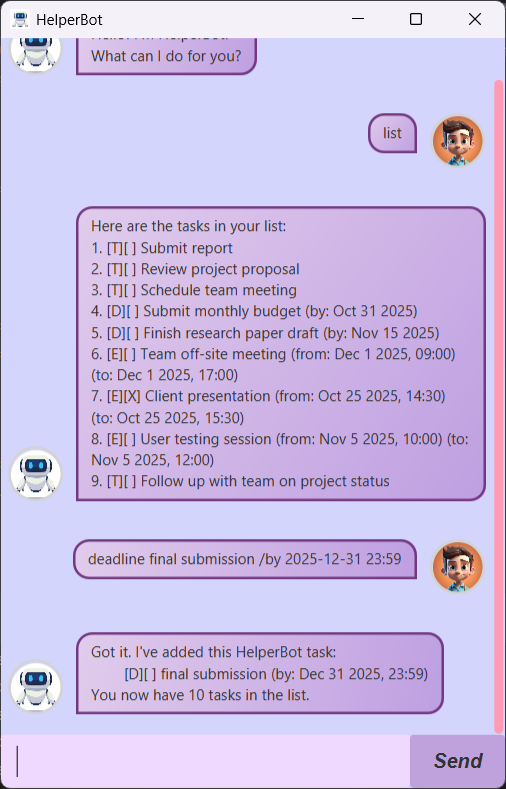 HelperBot
Hello! I'm HelperBot.
What can I do for you?
list
Here are the tasks in your list:
1. [T][ ] Submit report
2. [T][ ] Review project proposal
3. [T][ ] Schedule team meeting
4. [D][ ] Submit monthly budget (by: Oct 31 2025)
5. [D][ ] Finish research paper draft (by: Nov 15 2025)
6. [E][ ] Team off-site meeting (from: Dec 1 2025, 09:00)
(to: Dec 1 2025, 17:00)
7. [E][X] Client presentation (from: Oct 25 2025, 14:30)
(to: Oct 25 2025, 15:30)
8. [E][ ] User testing session (from: Nov 5 2025, 10:00) (to:
Nov 5 2025, 12:00)
9. [T][ ] Follow up with team on project status
deadline final submission /by 2025-12-31 23:59
Got it. I've added this HelperBot task:
[D][ ] final submission (by: Dec 31 2025, 23:59)
You now have 10 tasks in the list.
Send